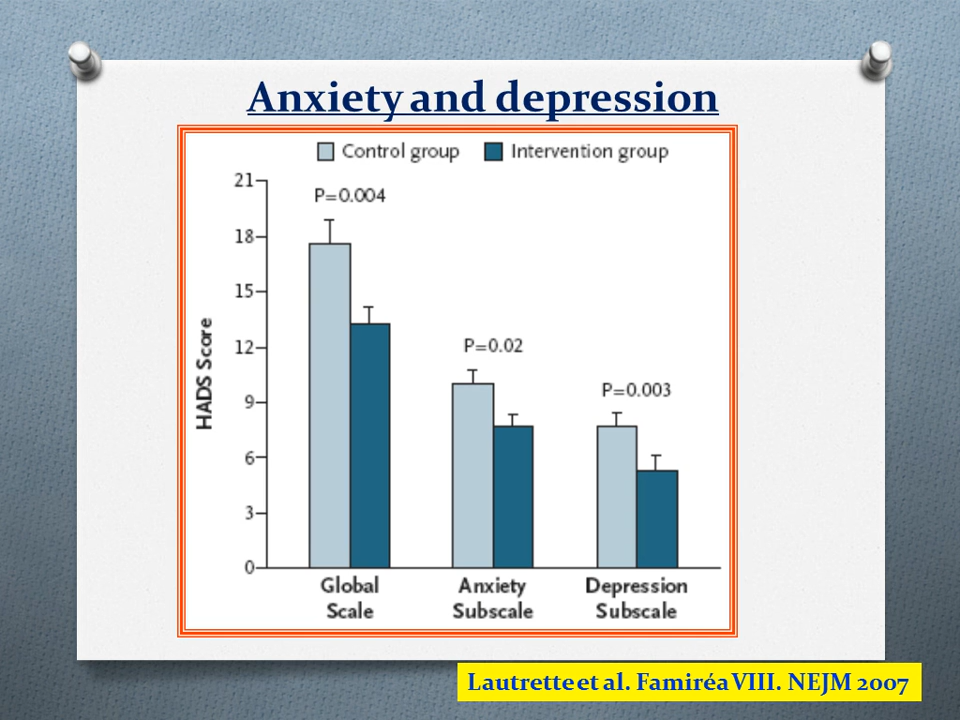 Anxiety and depression
Control group
Intervention group
21
P=0.004
18
15
12
P=0.02
9
P=0.003
6
3
0
HADS Score
Global
Scale
Anxiety
Subscale
Depression
Subscale
Lautrette et al. Famiréa VIII. NEJM 2007